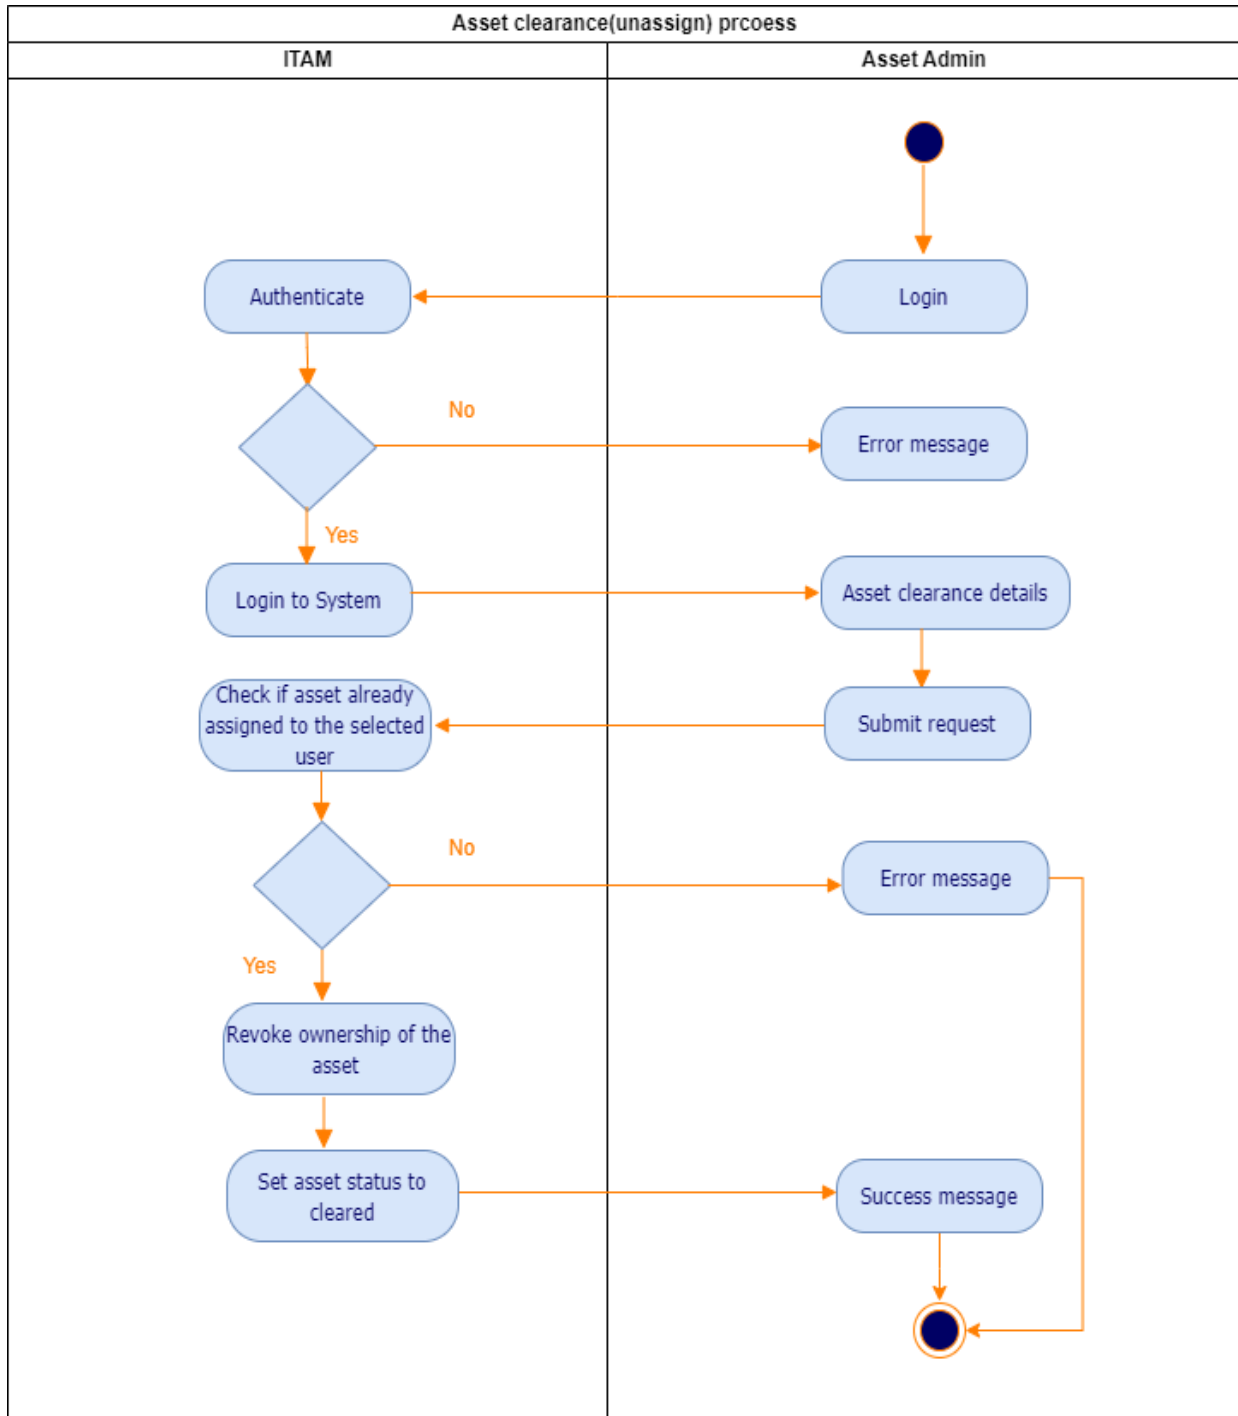 Asset clearance(unassign) prcoess
ITAM
Asset Admin
Authenticate
Login
No
Error message
Yes
Login to System
Asset clearance details
Check if asset already
assigned to the selected
user
Submit request
No
Error message
Yes
Revoke ownership of the
asset
Set asset status to
cleared
Success message